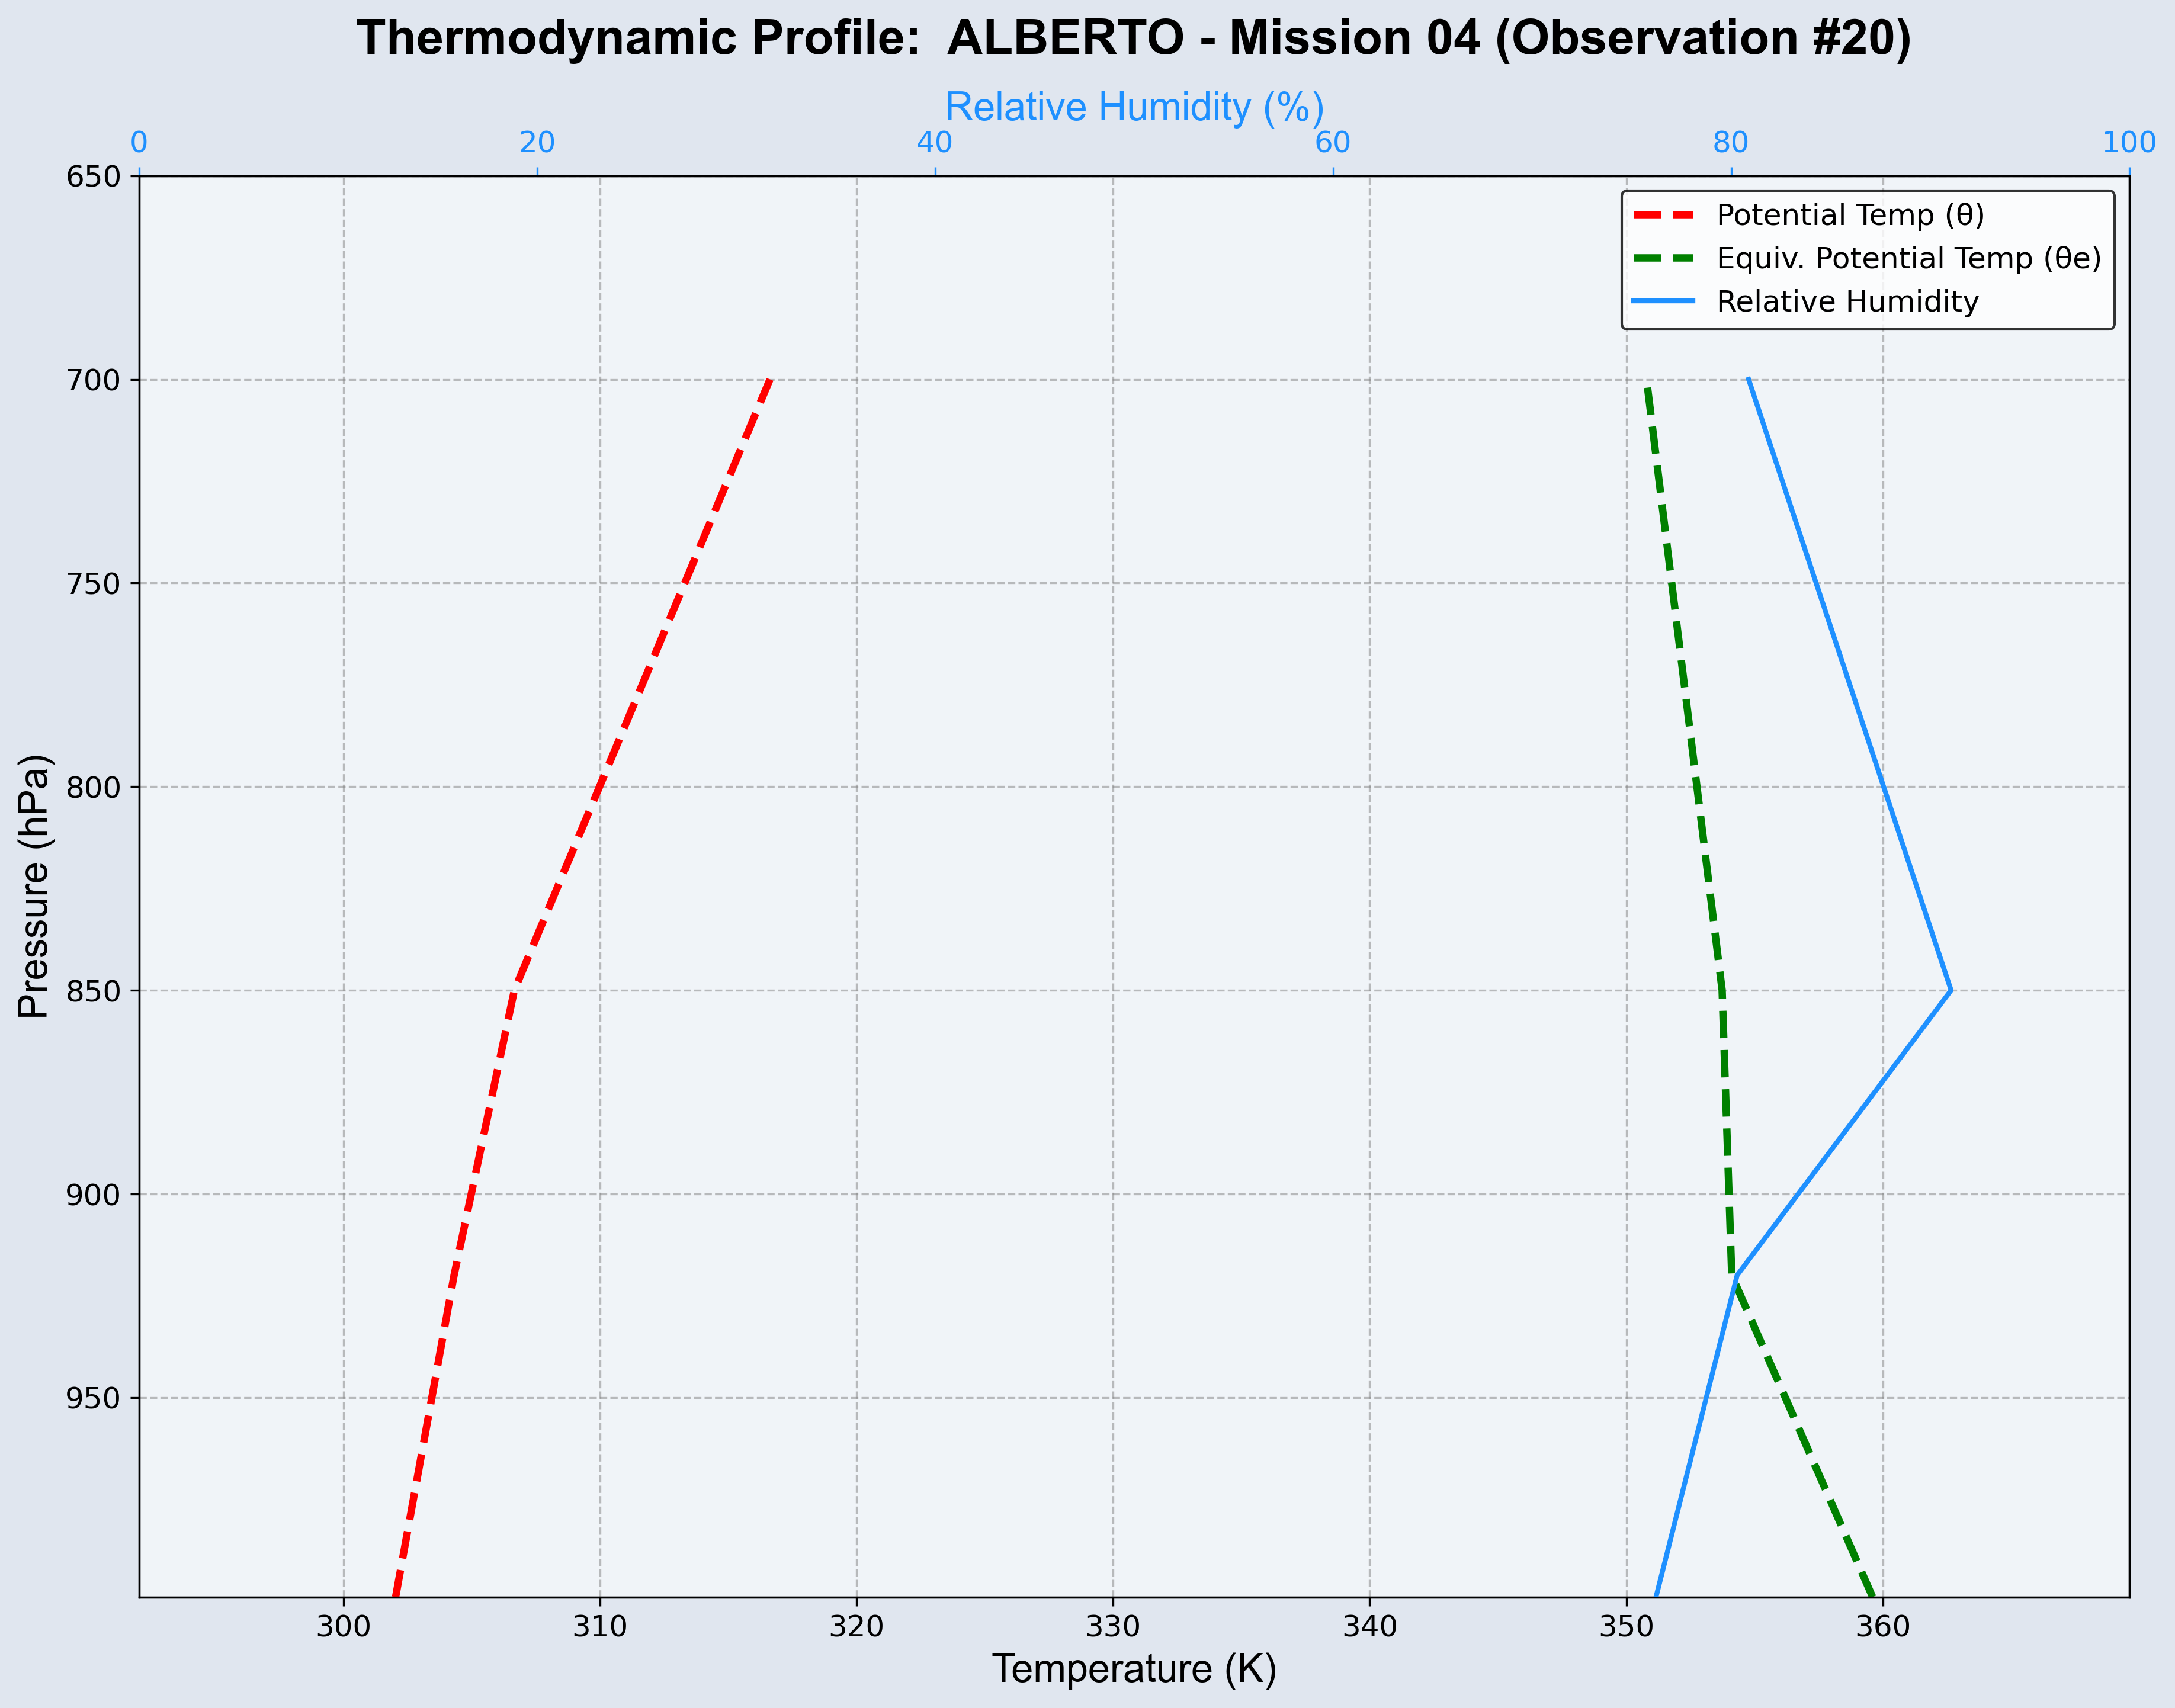 Thermodynamic Profile:  ALBERTO - Mission 04 (Observation #20)
Relative Humidity (%)
0 20 40 60 80 100
Potential Temp (θ)
Equiv. Potential Temp (θe)
Relative Humidity
650
700
750
800
850
900
950
Pressure (hPa)
300 310 320 330 340 350 360
Temperature (K)